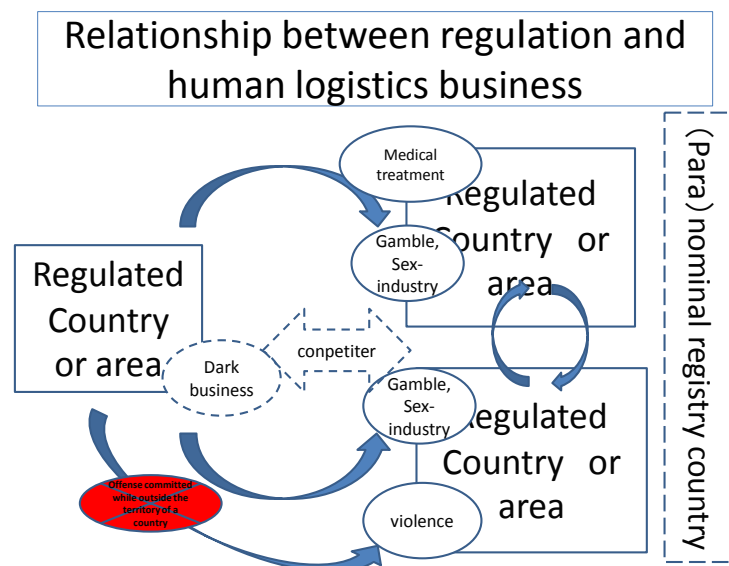 Relationship between regulation and
human logistics business
Medical
treatment
Regulated
Country or
area
Gamble,
Sex-
industry
(Para) nominal registry country
Regulated
Country
or area
Dark
business
conpetiter
Gamble,
Sex-
industry
Regulated
Country or
area
Offense committed
while outside the
territory of a
country
violence